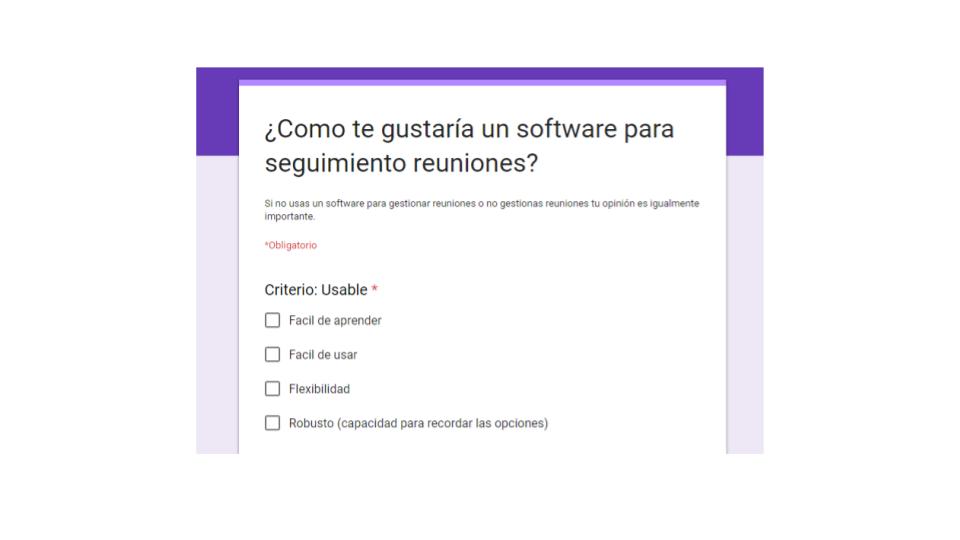 ¿Como te gustaría un software para
seguimiento reuniones?
Si no usas un software para gestionar reuniones o no gestionas reuniones tu opinión es igualmente
importante.
*Obligatorio
Criterio: Usable *
Facil de aprender
Facil de usar
Flexibilidad
Robusto (capacidad para recordar las opciones)